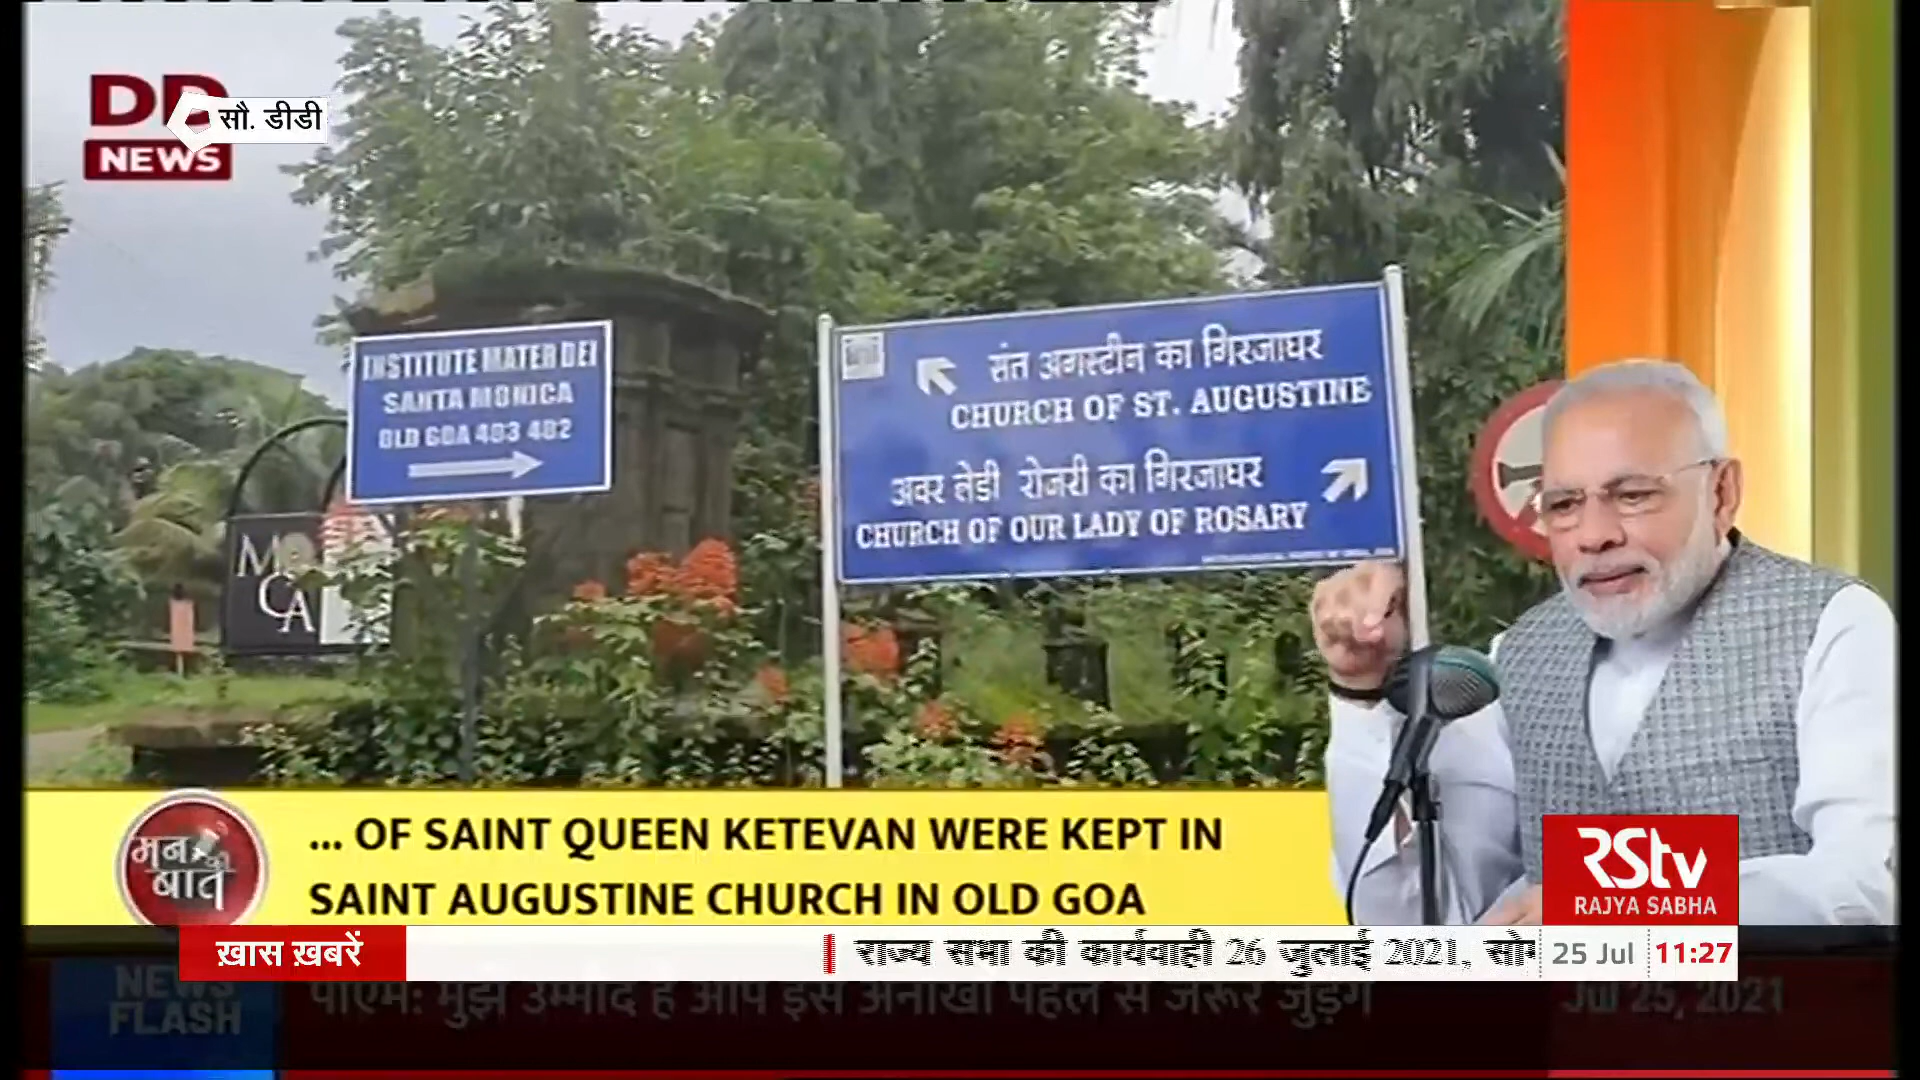 DD
NEWS
सौ. डीडी
INSTITUTE MATER DEI
SANTA MONICA
OLD GOA 403 402
MOCA
संत अगस्टीन का गिरजाघर
CHURCH OF ST. AUGUSTINE
अवर लेडी रोजरी का गिरजाघर
CHURCH OF OUR LADY OF ROSARY
मन की बात
... OF SAINT QUEEN KETEVAN WERE KEPT IN
SAINT AUGUSTINE CHURCH IN OLD GOA
RStv
RAJYA SABHA
ख़ास ख़बरें
राज्य सभा की कार्यवाही 26 जुलाई 2021,
25 Jul 11:27
NEWS
FLASH
पीएम: मुझे उम्मीद है आप इस अनोखी पहल से जरूर जुड़ेंगे
Jul 25, 2021